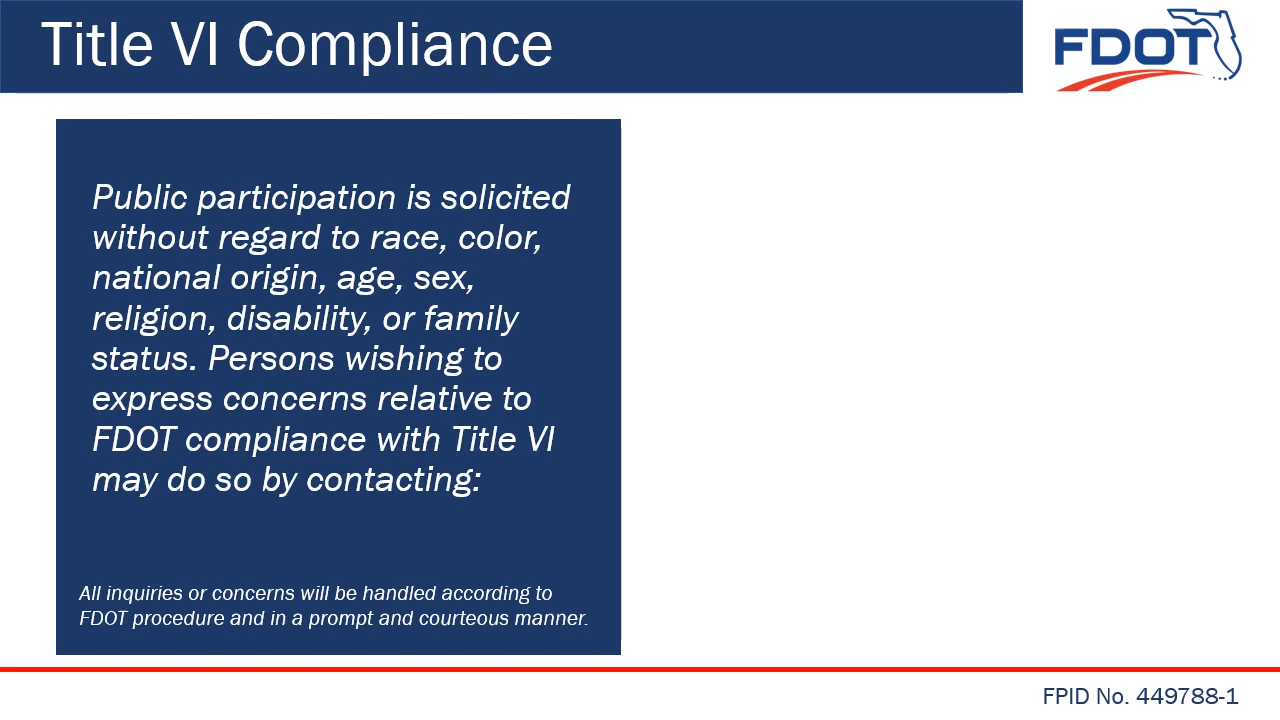 Title VI Compliance
FDOT
Public participation is solicited
without regard to race, color,
national origin, age, sex,
religion, disability, or family
status. Persons wishing to
express concerns relative to
FDOT compliance with Title VI
may do so by contacting:
All inquiries or concerns will be handled according to
FDOT procedure and in a prompt and courteous manner.
FPID No. 449788-1